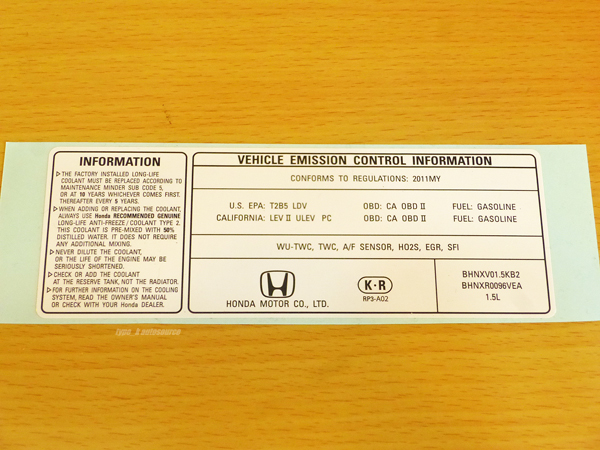 INFORMATION
▷THE FACTORY INSTALLED LONG-LIFE
COOLANT MUST BE REPLACED ACCORDING TO
MAINTENANCE MINDER SUB CODE 5,
OR AT 10 YEARS WHICHEVER COMES FIRST.
THEREAFTER EVERY 5 YEARS.
▷WHEN ADDING OR REPLACING THE COOLANT,
ALWAYS USE Honda RECOMMENDED GENUINE
LONG-LIFE ANTI-FREEZE/COOLANT TYPE 2.
THIS COOLANT IS PRE-MIXED WITH 50%
DISTILLED WATER. IT DOES NOT REQUIRE
ANY ADDITIONAL MIXING.
▷NEVER DILUTE THE COOLANT,
OR THE LIFE OF THE ENGINE MAY BE
SERIOUSLY SHORTENED.
▷CHECK OR ADD THE COOLANT
AT THE RESERVE TANK, NOT THE RADIATOR.
▷FOR FURTHER INFORMATION ON THE COOLING
SYSTEM, READ THE OWNER'S MANUAL
OR CHECK WITH YOUR Honda DEALER.
VEHICLE EMISSION CONTROL INFORMATION
CONFORMS TO REGULATIONS: 2011MY
U.S. EPA: T2B5 LDV OBD: CA OBD II FUEL: GASOLINE
CALIFORNIA: LEV II ULEV PC OBD: CA OBD II FUEL: GASOLINE
WU-TWC, TWC, A/F SENSOR, HO2S, EGR, SFI
HONDA MOTOR CO., LTD.
K·R
RP3-A02
BHNXV01.5KB2
BHNXR0096VEA
1.5L
type_k autosource